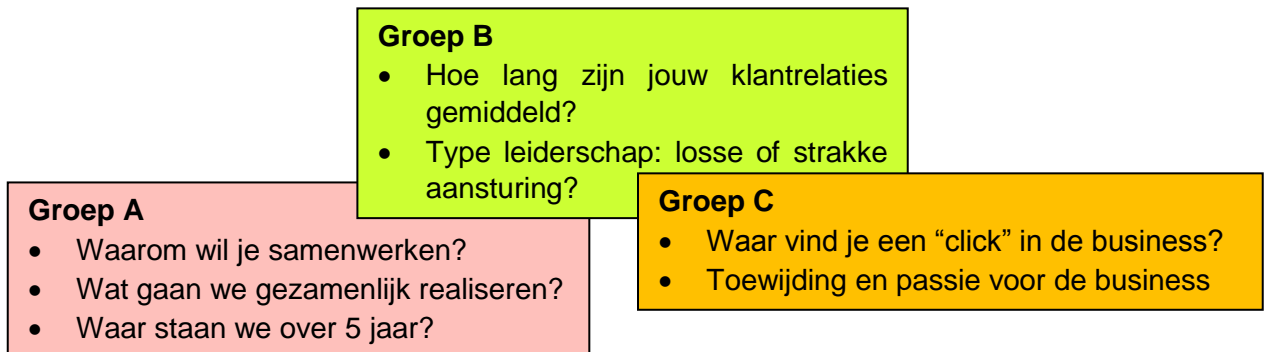 Groep B
• Hoe lang zijn jouw klantrelaties
gemiddeld?
• Type leiderschap: losse of strakke
aansturing?
Groep A
• Waarom wil je samenwerken?
• Wat gaan we gezamenlijk realiseren?
• Waar staan we over 5 jaar?
Groep C
• Waar vind je een “click” in de business?
• Toewijding en passie voor de business